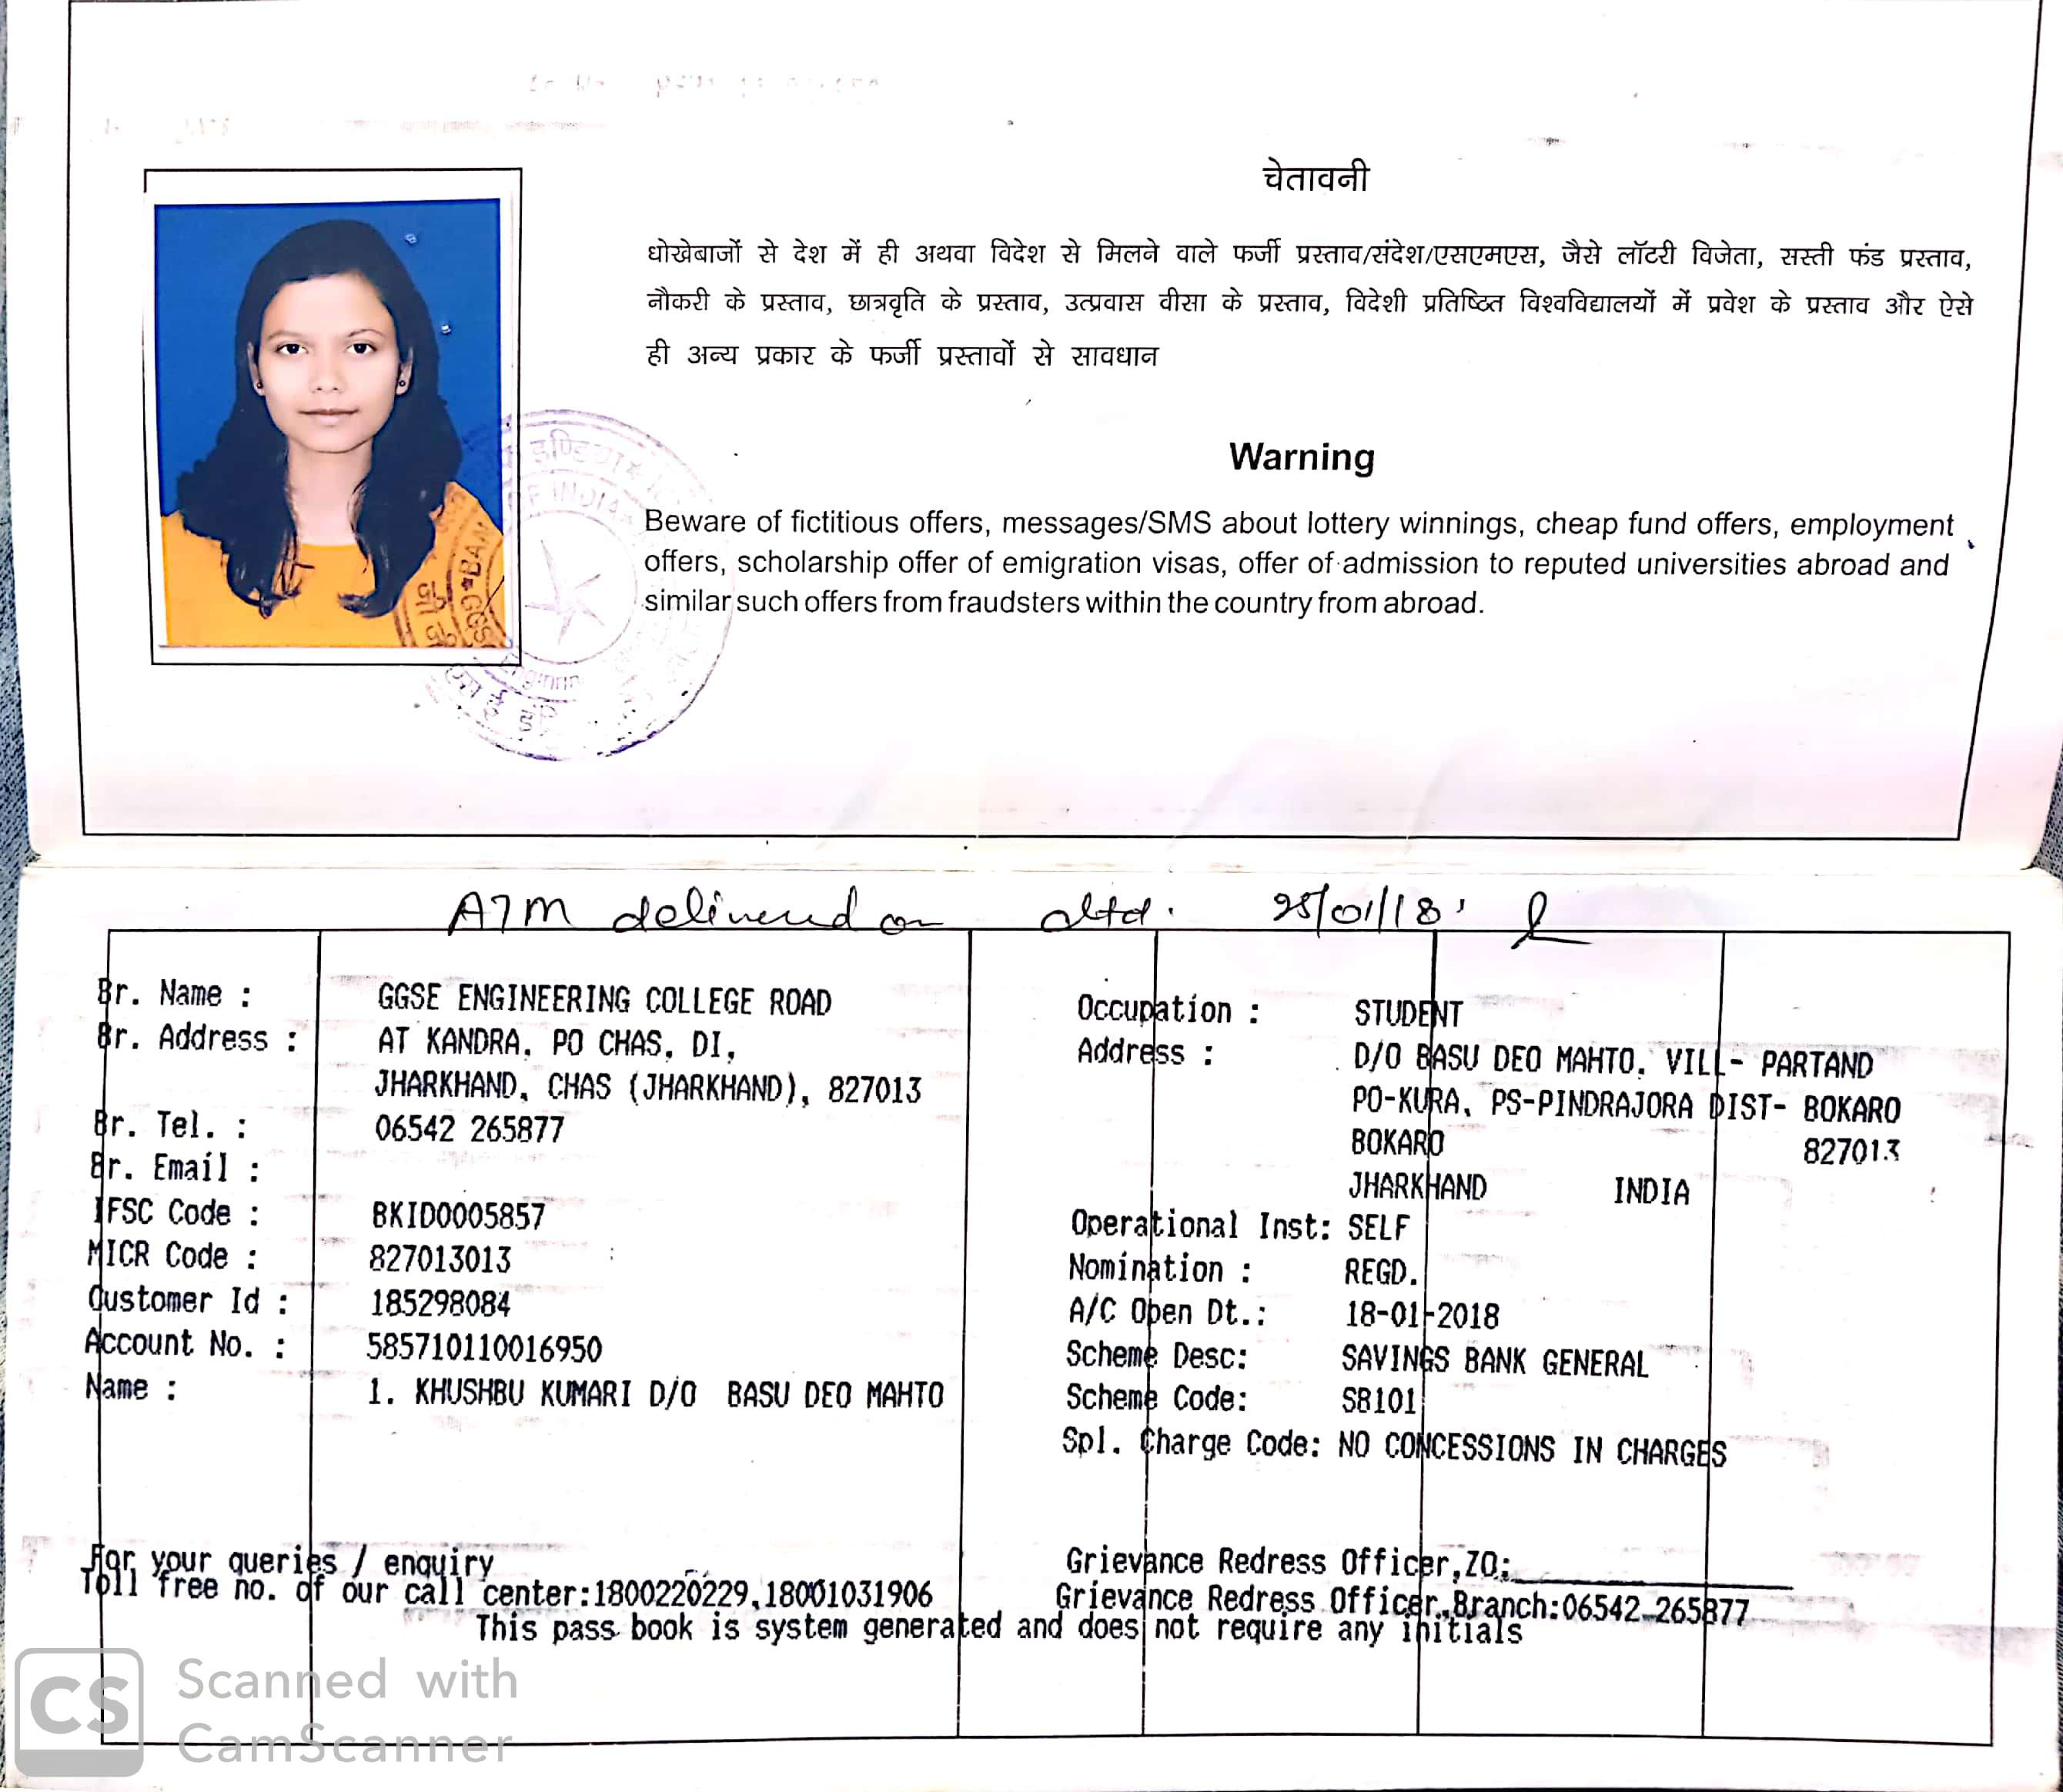 चेतावनी
धोखेबाजों से देश में ही अथवा विदेश से मिलने वाले फर्जी प्रस्ताव/संदेश/एसएमएस, जैसे लॉटरी विजेता, सस्ती फंड प्रस्ताव,
नौकरी के प्रस्ताव, छात्रवृति के प्रस्ताव, उत्प्रवास वीसा के प्रस्ताव, विदेशी प्रतिष्ठित विश्वविद्यालयों में प्रवेश के प्रस्ताव और ऐसे
ही अन्य प्रकार के फर्जी प्रस्तावों से सावधान
Warning
Beware of fictitious offers, messages/SMS about lottery winnings, cheap fund offers, employment
offers, scholarship offer of emigration visas, offer of admission to reputed universities abroad and
similar such offers from fraudsters within the country from abroad.
इण्डिया
INDIA
GGS
ATM delivered on dtd. /01/18
Br. Name : GGSE ENGINEERING COLLEGE ROAD
Br. Address : AT KANDRA, PO CHAS, DI,
JHARKHAND, CHAS (JHARKHAND), 827013
Br. Tel. : 06542 265877
Br. Email :
IFSC Code : BKID0005857
MICR Code : 827013013
Customer Id : 185298084
Account No. : 585710110016950
Name : 1. KHUSHBU KUMARI D/O BASU DEO MAHTO
Occupation : STUDENT
Address : D/O BASU DEO MAHTO. VILL- PARTAND
PO-KURA, PS-PINDRAJORA DIST- BOKARO
BOKARO 827013
JHARKHAND INDIA
Operational Inst: SELF
Nomination : REGD.
A/C Open Dt.: 18-01-2018
Scheme Desc: SAVINGS BANK GENERAL
Scheme Code: SB101
Spl. Charge Code: NO CONCESSIONS IN CHARGES
For your queries / enquiry
Toll free no. of our call center:1800220229,18001031906
Grievance Redress Officer,ZO:
Grievance Redress Officer,Branch:06542-265877
This pass book is system generated and does not require any initials
CS
Scanned with
CamScanner